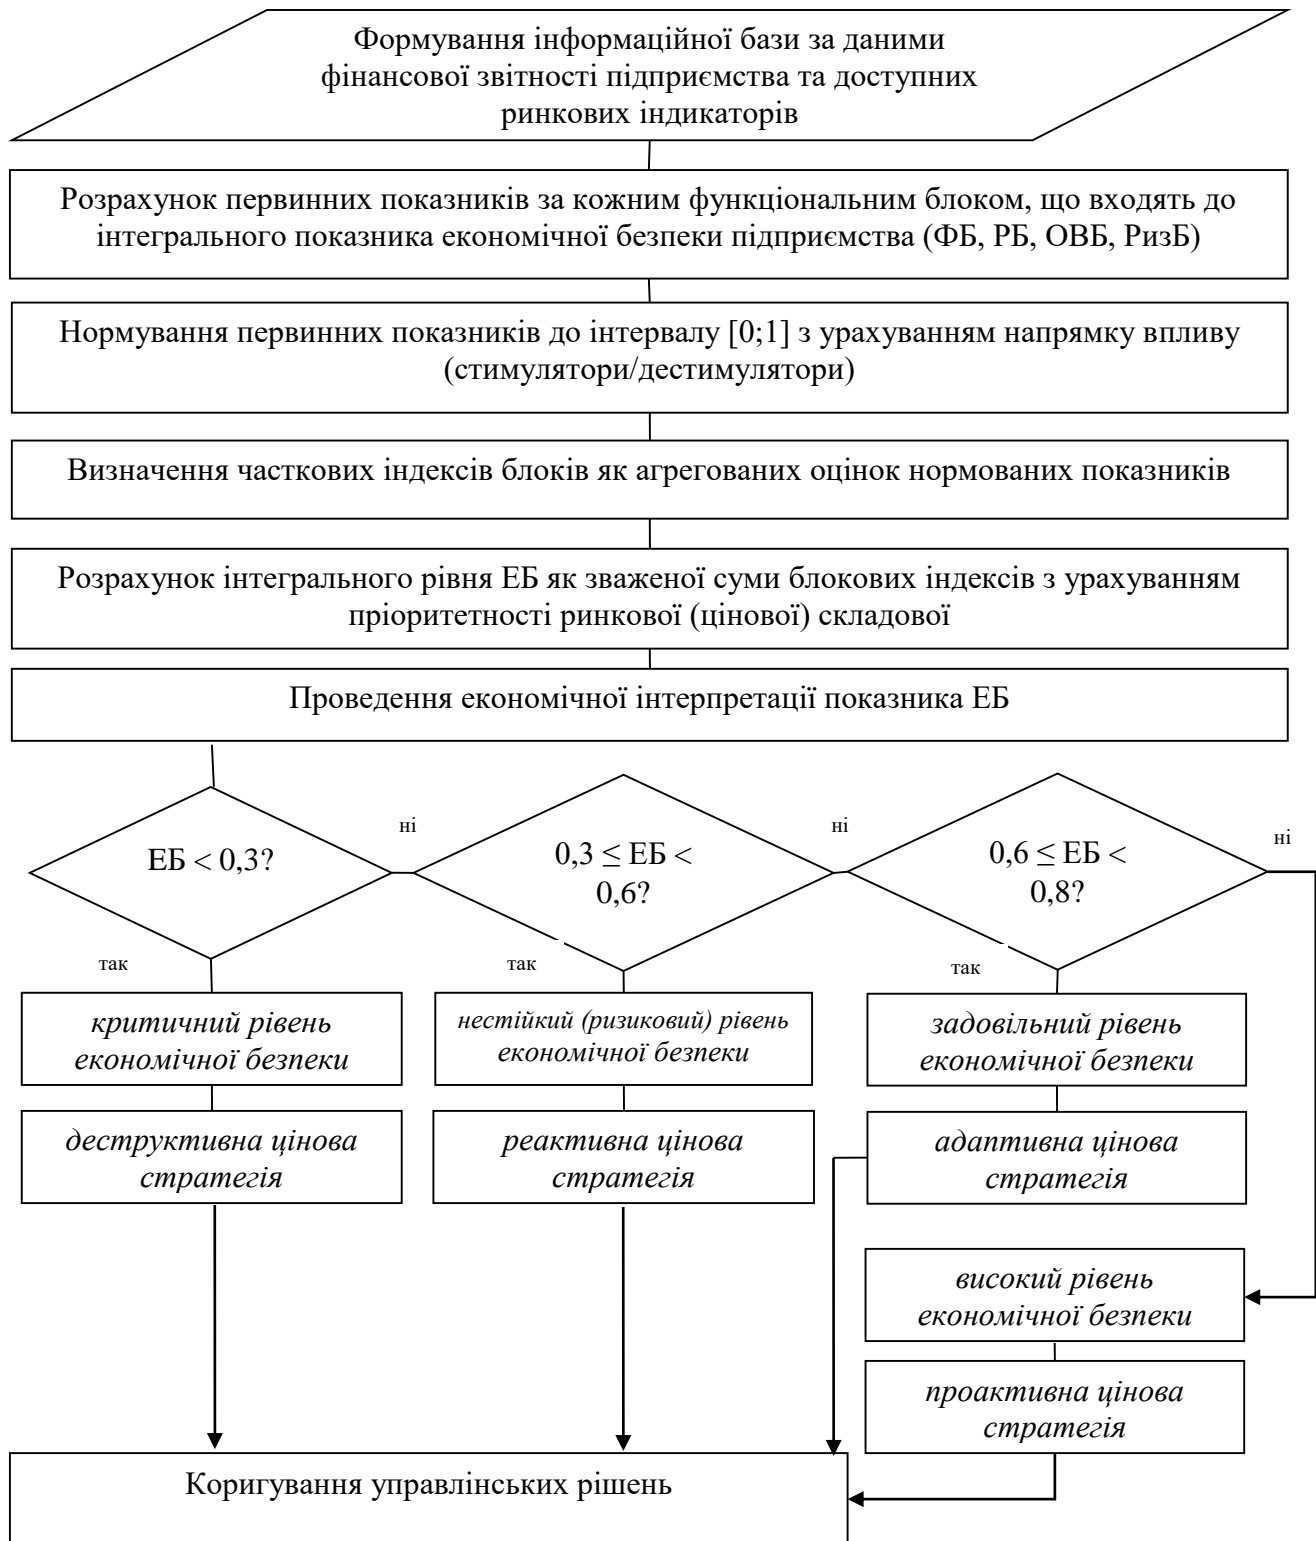 Формування інформаційної бази за даними
фінансової звітності підприємства та доступних
ринкових індикаторів
Розрахунок первинних показників за кожним функціональним блоком, що входять до
інтегрального показника економічної безпеки підприємства (ФБ, РБ, ОВБ, РизБ)
Нормування первинних показників до інтервалу [0;1] з урахуванням напрямку впливу
(стимулятори/дестимулятори)
Визначення часткових індексів блоків як агрегованих оцінок нормованих показників
Розрахунок інтегрального рівня ЕБ як зваженої суми блокових індексів з урахуванням
пріоритетності ринкової (цінової) складової
Проведення економічної інтерпретації показника ЕБ
ЕБ < 0,3?
ні
0,3 ≤ ЕБ <
0,6?
ні
0,6 ≤ ЕБ <
0,8?
ні
так
так
так
критичний рівень
економічної безпеки
нестійкий (ризиковий) рівень
економічної безпеки
задовільний рівень
економічної безпеки
деструктивна цінова
стратегія
реактивна цінова
стратегія
адаптивна цінова
стратегія
високий рівень
економічної безпеки
проактивна цінова
стратегія
Коригування управлінських рішень